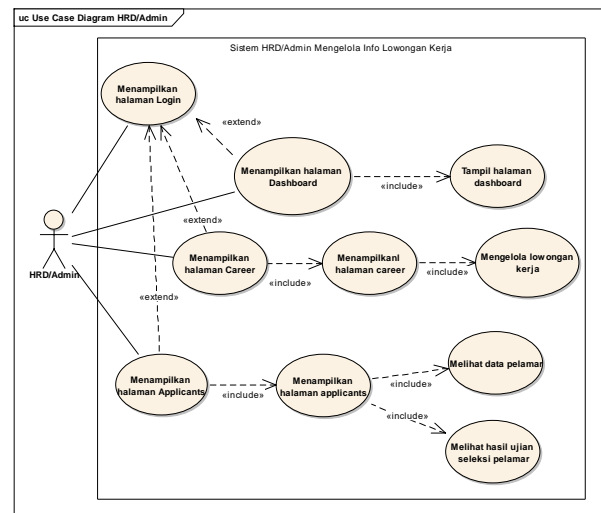 uc Use Case Diagram HRD/Admin
Sistem HRD/Admin Mengelola Info Lowongan Kerja
Menampilkan
halaman Login
«extend»
Menampilkan halaman
Dashboard
«include»
Tampil halaman
dashboard
HRD/Admin
«extend»
Menampilkan
halaman Career
«include»
Menampilkanl
halaman career
«include»
Mengelola lowongan
kerja
«extend»
Menampilkan
halaman Applicants
«include»
Menampilkan
halaman applicants
«include»
Melihat data pelamar
«include»
Melihat hasil ujian
seleksi pelamar